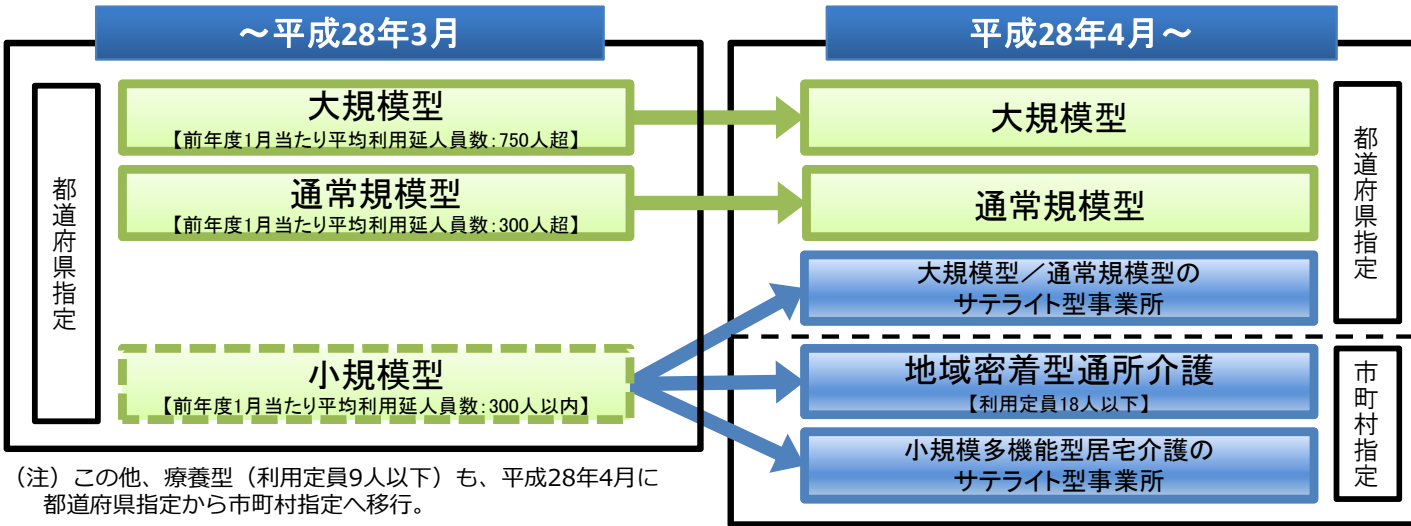 ～平成28年3月
都道府県指定
大規模型
【前年度1月当たり平均利用延人員数:750人超】
通常規模型
【前年度1月当たり平均利用延人員数:300人超】
小規模型
【前年度1月当たり平均利用延人員数:300人以内】
（注）この他、療養型（利用定員9人以下）も、平成28年4月に
都道府県指定から市町村指定へ移行。
平成28年4月～
大規模型
通常規模型
大規模型／通常規模型の
サテライト型事業所
都道府県指定
地域密着型通所介護
【利用定員18人以下】
小規模多機能型居宅介護の
サテライト型事業所
市町村指定